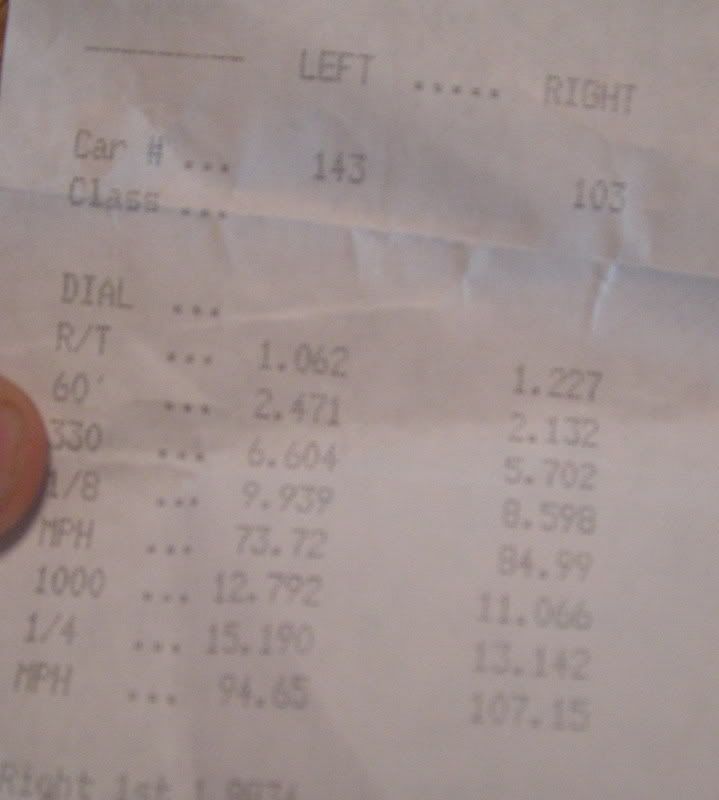 ---------- LEFT ..... RIGHT
Car # ... 143 103
Class ...
DIAL ...
R/T ... 1.062 1.227
60' ... 2.471 2.132
330 ... 6.604 5.702
1/8 ... 9.939 8.598
MPH ... 73.72 84.99
1000 ... 12.792 11.066
1/4 ... 15.190 13.142
MPH ... 94.65 107.15
Right 1st